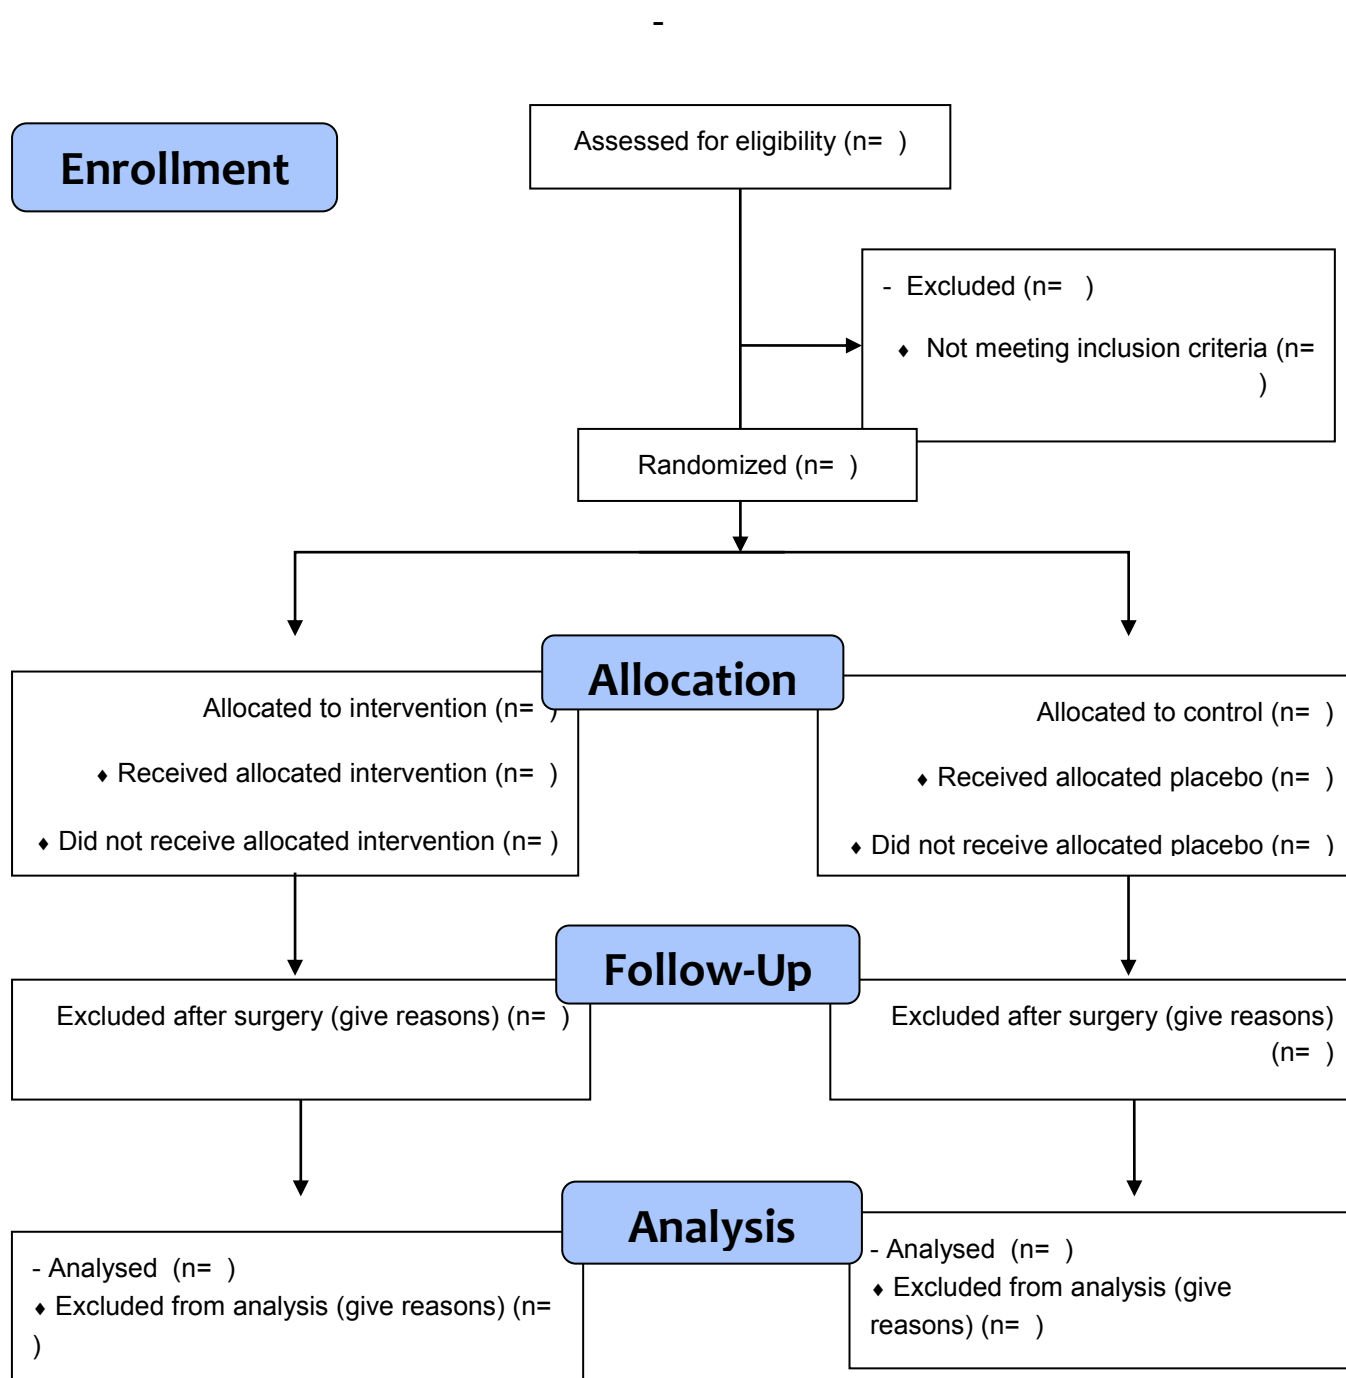 -
Enrollment
Assessed for eligibility (n=  )
-  Excluded (n=   )
♦  Not meeting inclusion criteria (n=
)
Randomized (n=  )
Allocation
Allocated to intervention (n=  )
♦ Received allocated intervention (n=  )
♦ Did not receive allocated intervention (n= )
Allocated to control (n=  )
♦ Received allocated placebo (n=  )
♦ Did not receive allocated placebo (n=  )
Follow-Up
Excluded after surgery (give reasons) (n=  )
Excluded after surgery (give reasons)
(n=  )
Analysis
- Analysed  (n=  )
♦ Excluded from analysis (give reasons) (n=
)
- Analysed  (n=  )
♦ Excluded from analysis (give
reasons) (n=  )